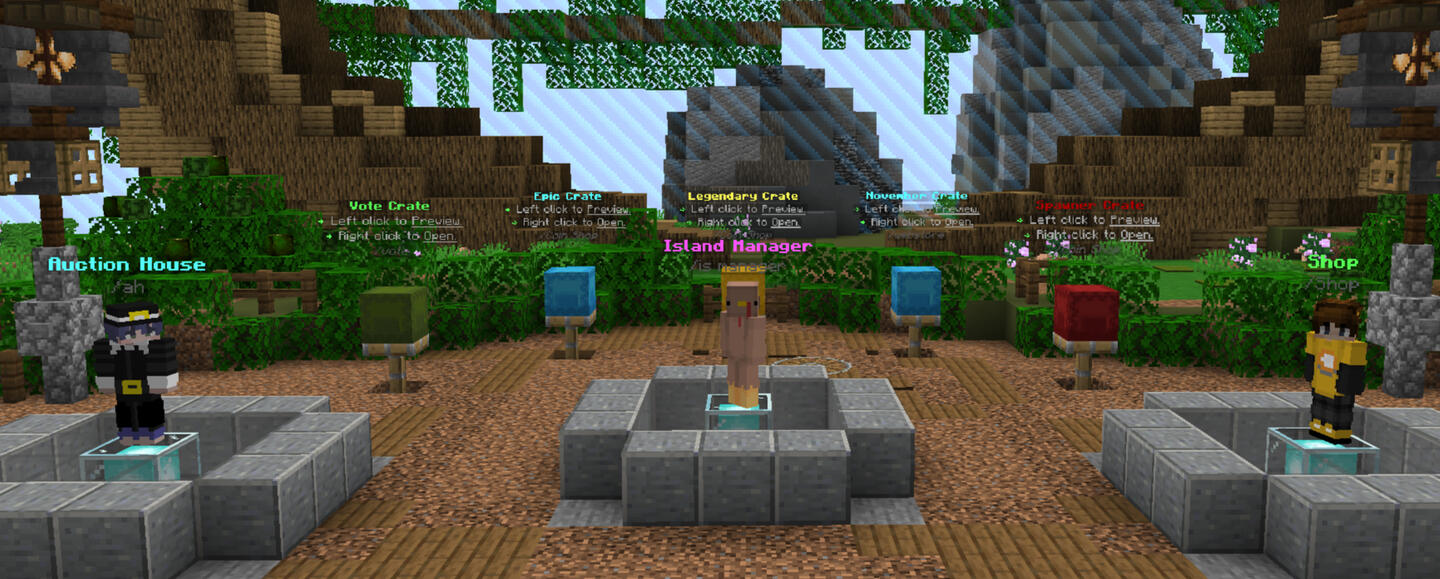 Vote Crate
→ Left click to Preview.
→ Right click to Open.
Epic Crate
→ Left click to Preview.
→ Right click to Open.
Legendary Crate
→ Left click to Preview.
→ Right click to Open.
November Crate
→ Left click to Preview.
→ Right click to Open.
Spawner Crate
→ Left click to Preview.
→ Right click to Open.
Auction House
/ah
Island Manager
/is manager
Shop
/shop